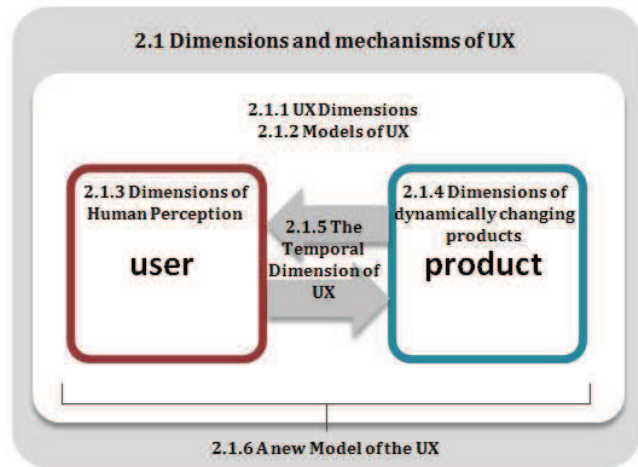 2.1 Dimensions and mechanisms of UX
2.1.1 UX Dimensions
2.1.2 Models of UX
2.1.3 Dimensions of
Human Perception
user
2.1.5 The
Temporal
Dimension of
UX
2.1.4 Dimensions of
dynamically changing
products
product
2.1.6 A new Model of the UX